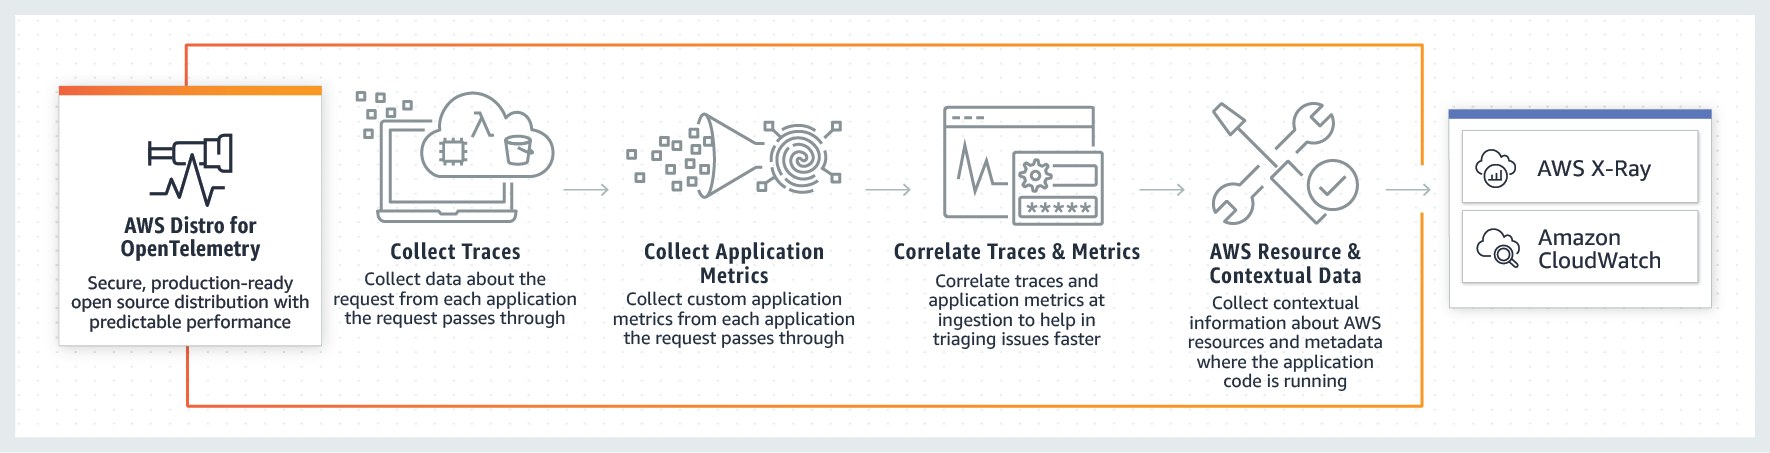 AWS Distro for
OpenTelemetry
Secure, production-ready
open source distribution with
predictable performance
Collect Traces
Collect data about the
request from each application
the request passes through
Collect Application
Metrics
Collect custom application
metrics from each application
the request passes through
Correlate Traces & Metrics
Correlate traces and
application metrics at
ingestion to help in
triaging issues faster
*****
AWS Resource &
Contextual Data
Collect contextual
information about AWS
resources and metadata
where the application
code is running
AWS X-Ray
Amazon
CloudWatch